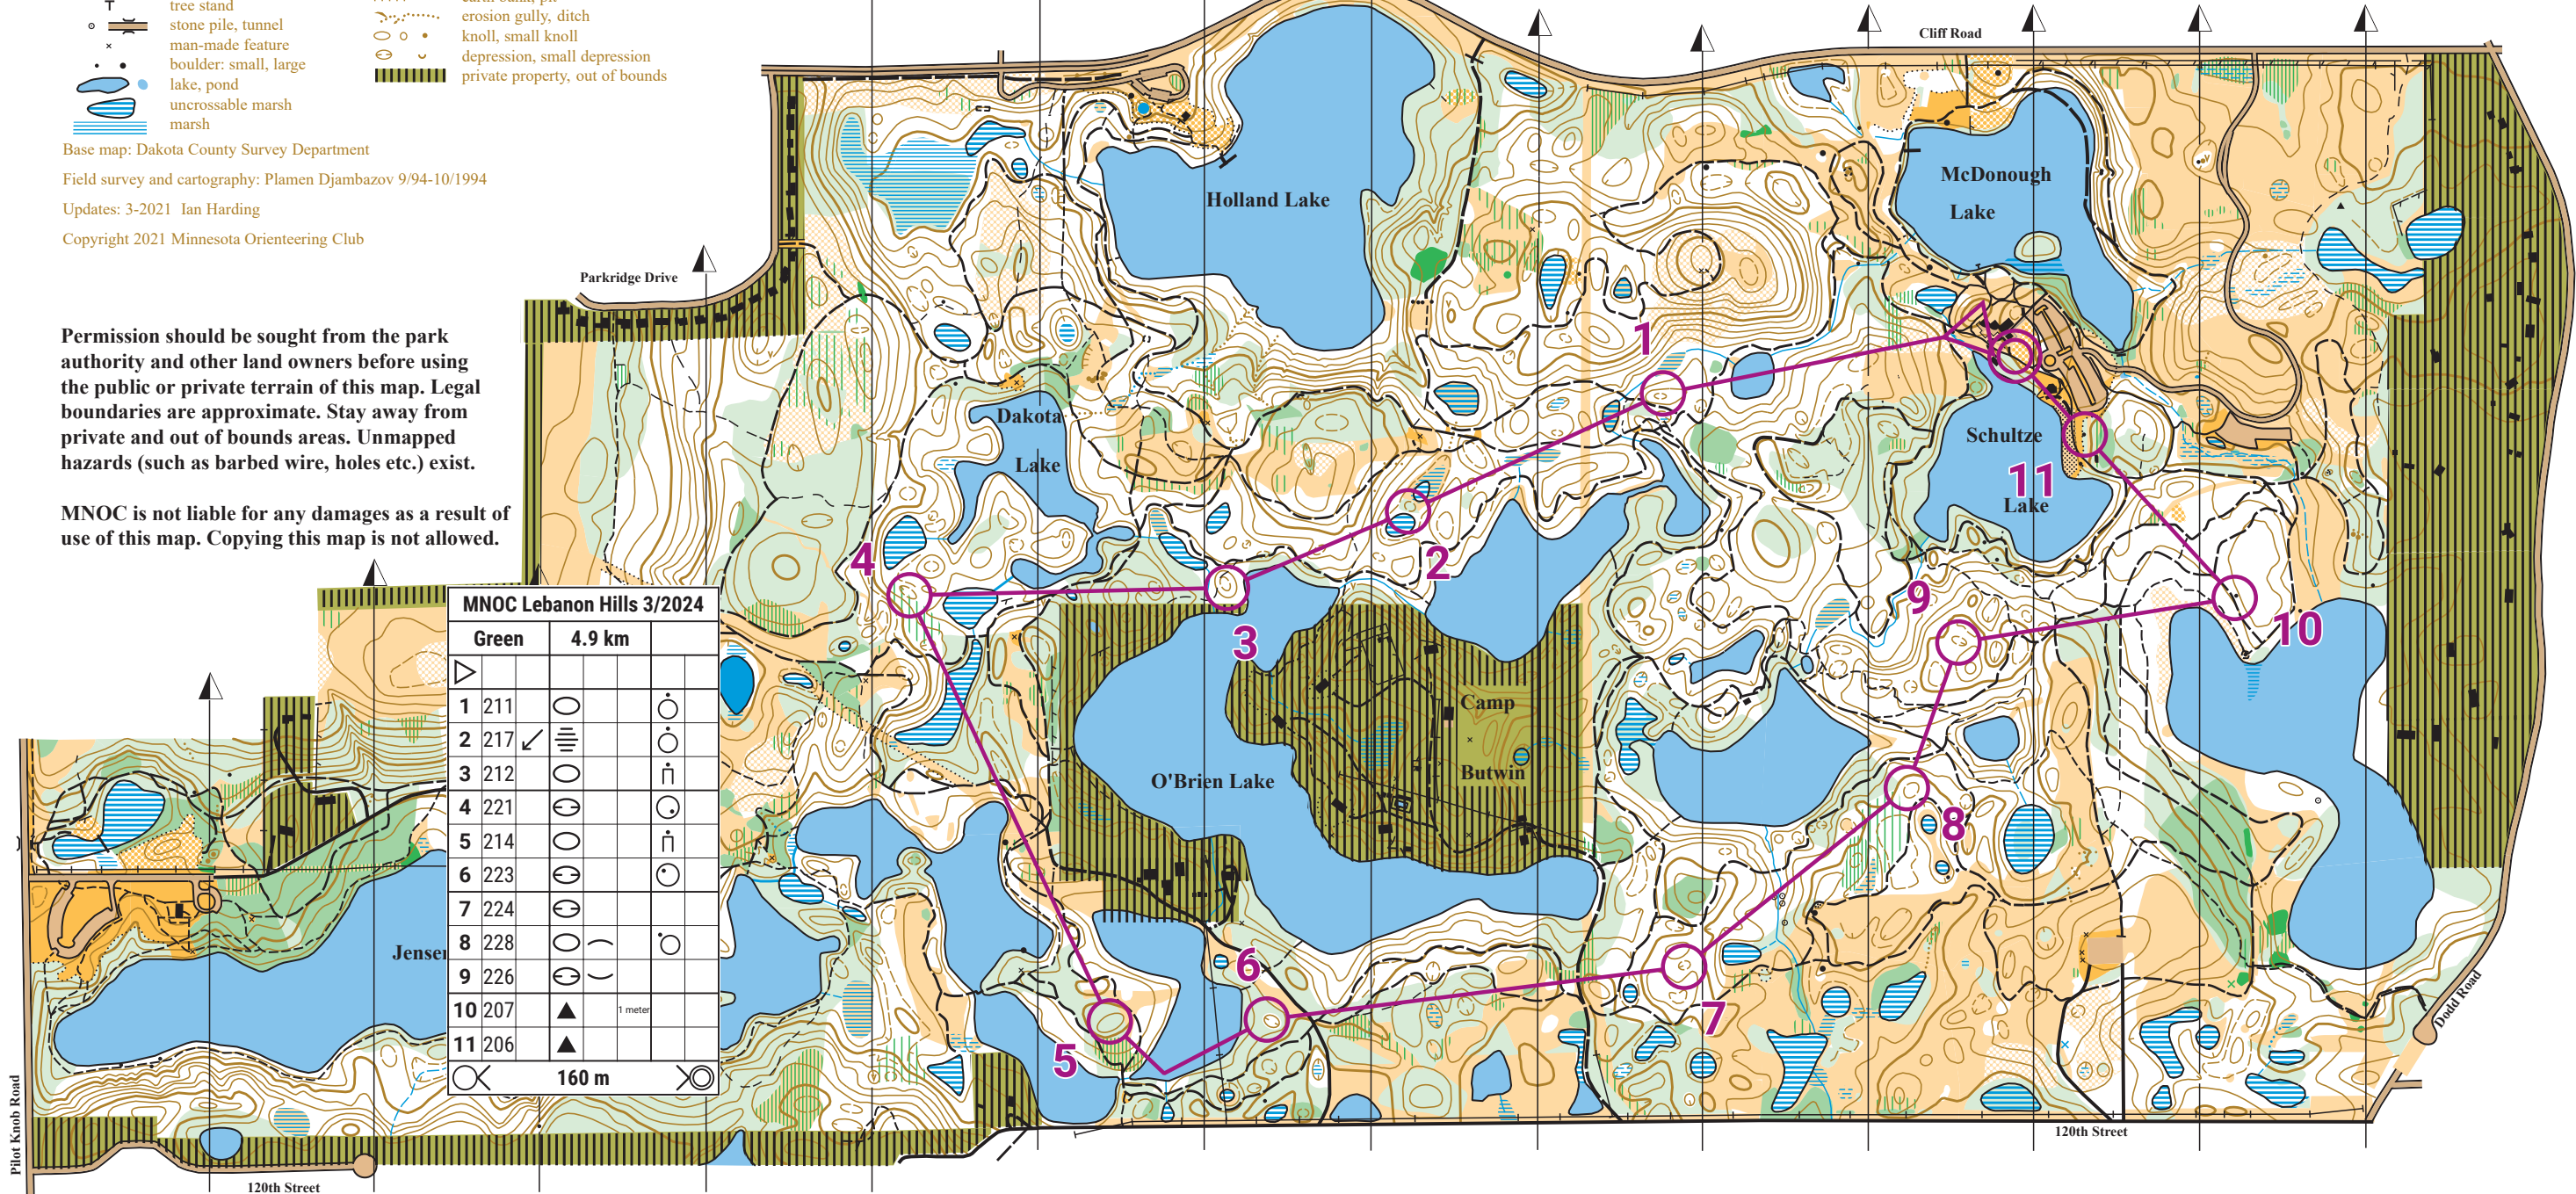 tree stand
stone pile, tunnel
man-made feature
boulder: small, large
lake, pond
uncrossable marsh
marsh
erosion gully, ditch
knoll, small knoll
depression, small depression
private property, out of bounds
Base map: Dakota County Survey Department
Field survey and cartography: Plamen Djambazov 9/94-10/1994
Updates: 3-2021 Ian Harding
Copyright 2021 Minnesota Orienteering Club
Permission should be sought from the park
authority and other land owners before using
the public or private terrain of this map. Legal
boundaries are approximate. Stay away from
private and out of bounds areas. Unmapped
hazards (such as barbed wire, holes etc.) exist.
MNOC is not liable for any damages as a result of
use of this map. Copying this map is not allowed.
Parkridge Drive
Cliff Road
Holland Lake
McDonough
Lake
Dakota
Lake
Schultze
Lake
O'Brien Lake
Camp
Butwin
Jensen
Pilot Knob Road
120th Street
120th Street
Dodd Road
1
2
3
4
5
6
7
8
9
10
11
MNOC Lebanon Hills 3/2024
Green 4.9 km
1 211
2 217
3 212
4 221
5 214
6 223
7 224
8 228
9 226
10 207 1 meter
11 206
160 m